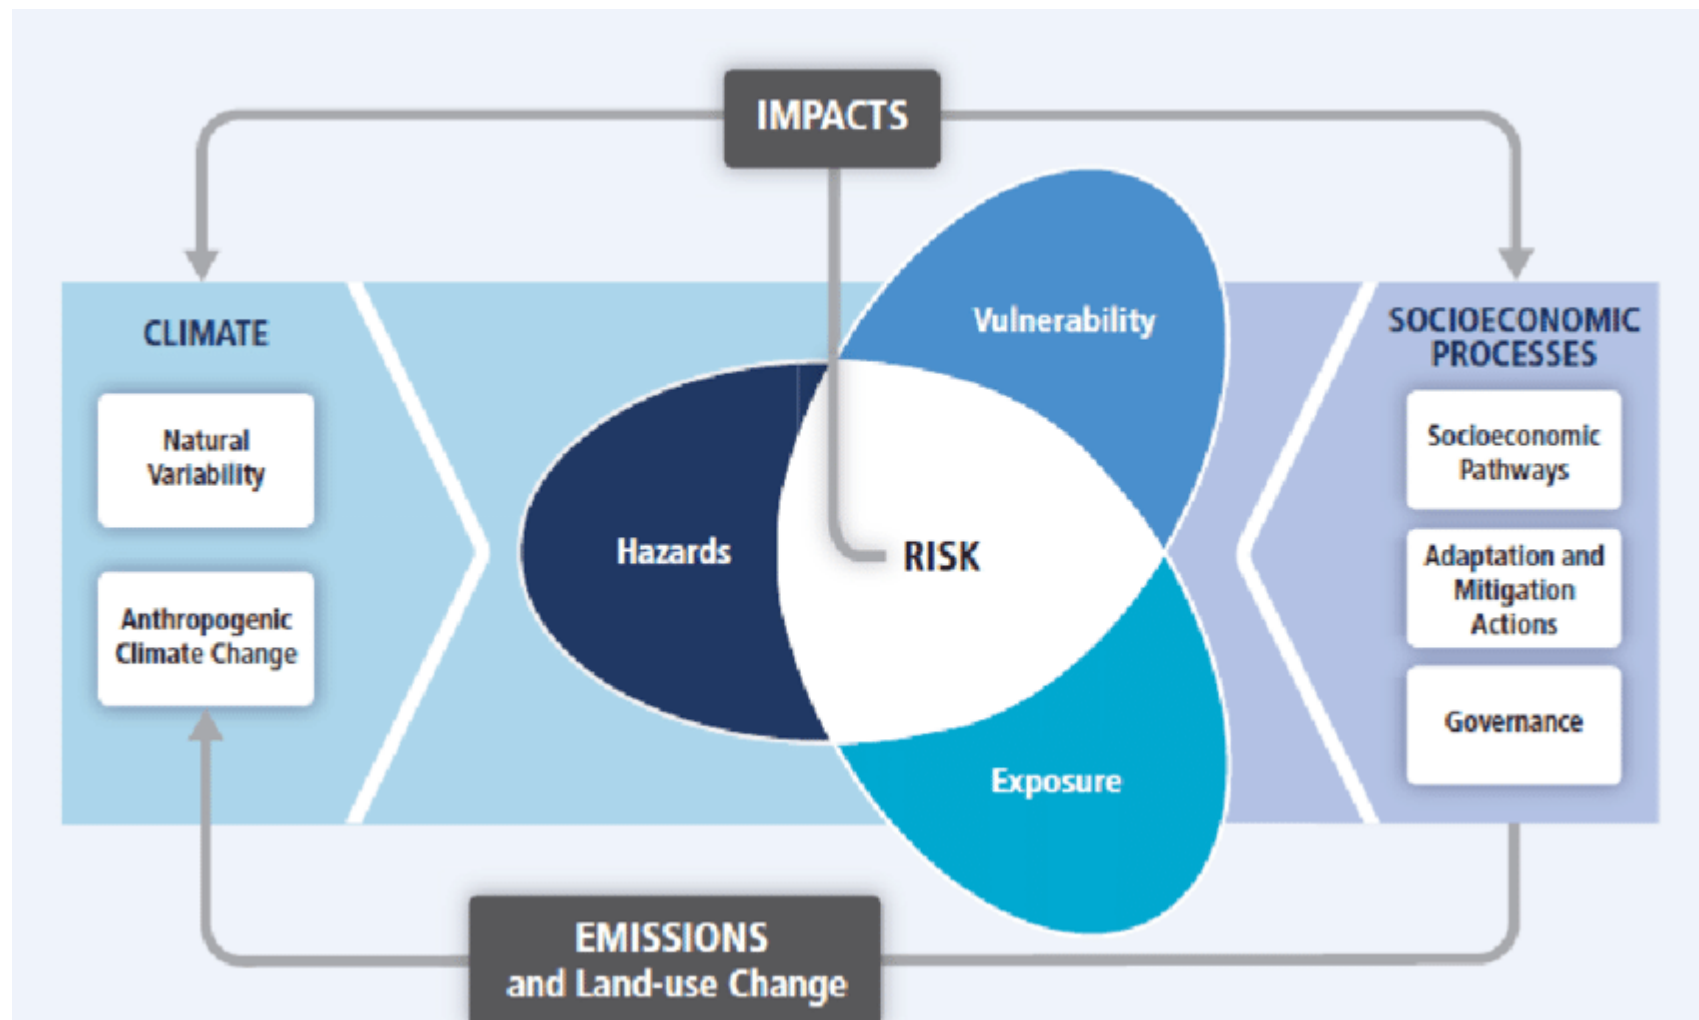 IMPACTS
CLIMATE
Natural
Variability
Anthropogenic
Climate Change
Vulnerability
Hazards
RISK
Exposure
SOCIOECONOMIC
PROCESSES
Socioeconomic
Pathways
Adaptation and
Mitigation
Actions
Governance
EMISSIONS
and Land-use Change